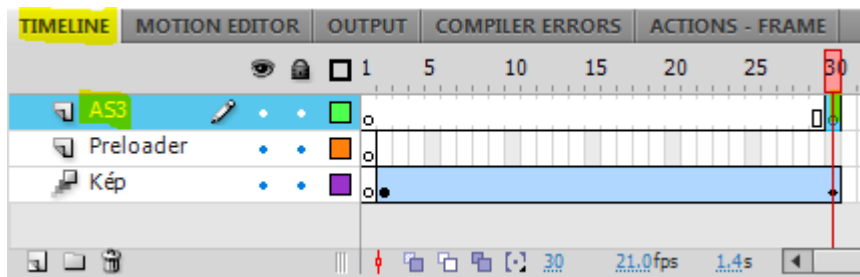 TIMELINE MOTION EDITOR OUTPUT COMPILER ERRORS ACTIONS - FRAME
1 5 10 15 20 25 30
AS3
Preloader
Kép
30 21.0fps 1.4s